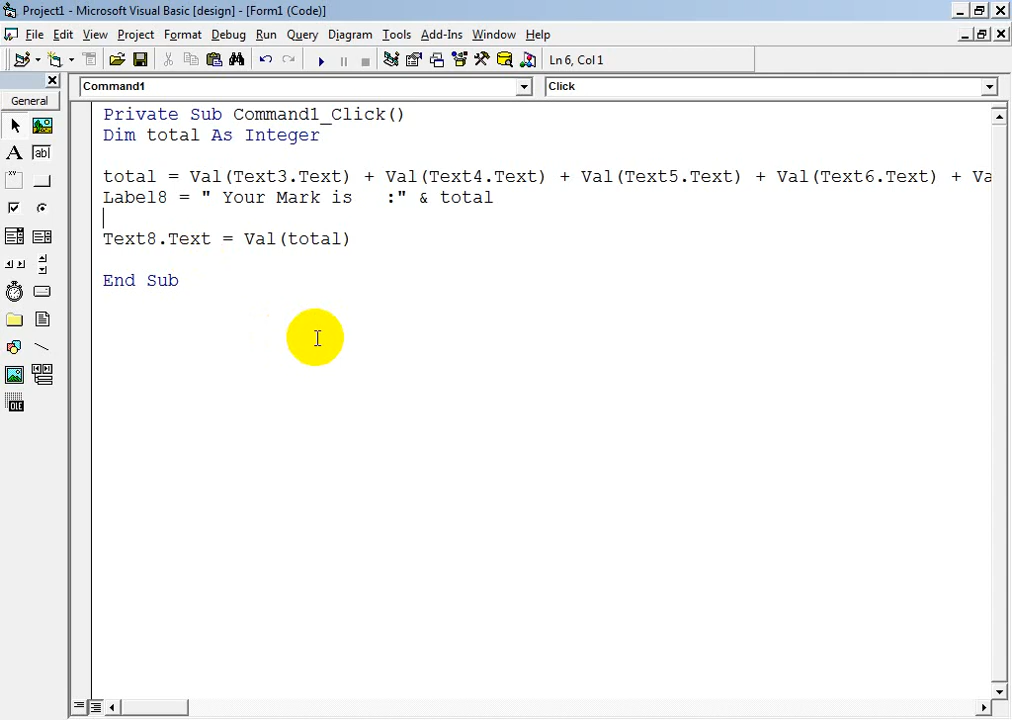 Project1 - Microsoft Visual Basic [design] - [Form1 (Code)]
File Edit View Project Format Debug Run Query Diagram Tools Add-Ins Window Help
Ln 6, Col 1
General
Command1 Click
Private Sub Command1_Click()
Dim total As Integer
total = Val(Text3.Text) + Val(Text4.Text) + Val(Text5.Text) + Val(Text6.Text) + Va
Label8 = " Your Mark is   :" & total
Text8.Text = Val(total)
End Sub
A
ab|
XY
OLE